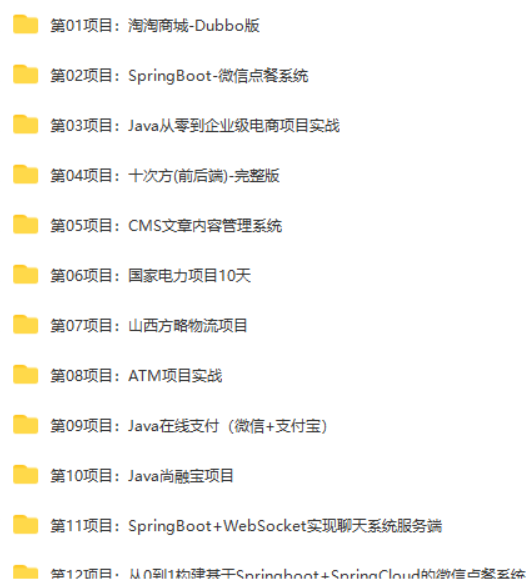 第01项目：淘淘商城-Dubbo版
第02项目：SpringBoot-微信点餐系统
第03项目：Java从零到企业级电商项目实战
第04项目：十次方(前后端)-完整版
第05项目：CMS文章内容管理系统
第06项目：国家电力项目10天
第07项目：山西方略物流项目
第08项目：ATM项目实战
第09项目：Java在线支付（微信+支付宝）
第10项目：Java尚融宝项目
第11项目：SpringBoot+WebSocket实现聊天系统服务端
第12项目：从0到1构建基于Springboot+SpringCloud的微信点餐系统